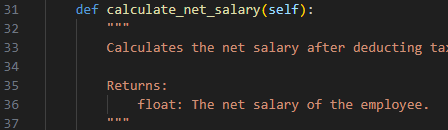 31 def calculate_net_salary(self):
32 """
33 Calculates the net salary after deducting
34
35 Returns:
36 float: The net salary of the employee.
37 """